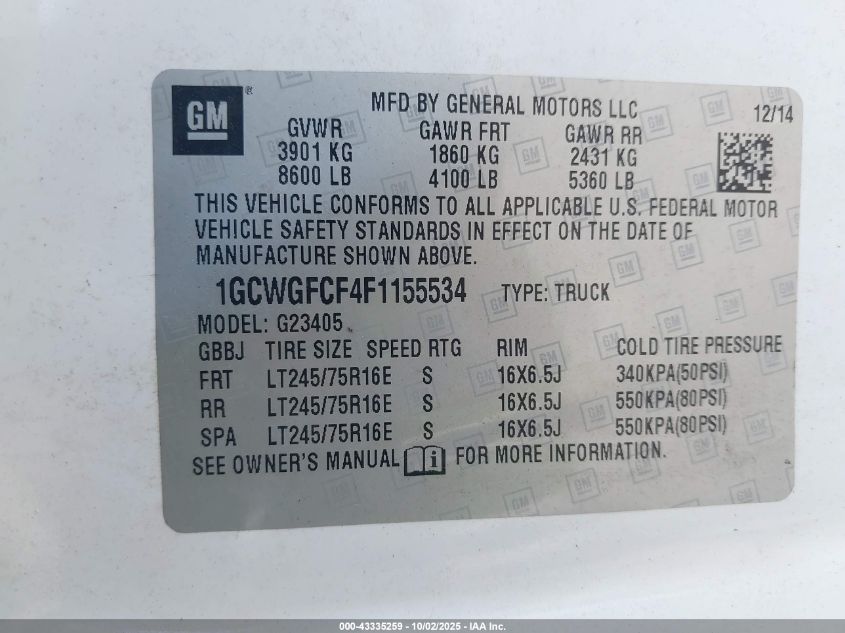 GM ® MFD BY GENERAL MOTORS LLC 12/14
GVWR GAWR FRT GAWR RR
3901 KG 1860 KG 2431 KG
8600 LB 4100 LB 5360 LB
THIS VEHICLE CONFORMS TO ALL APPLICABLE U.S. FEDERAL MOTOR
VEHICLE SAFETY STANDARDS IN EFFECT ON THE DATE OF
MANUFACTURE SHOWN ABOVE.
1GCWGFCF4F1155534 TYPE: TRUCK
MODEL: G23405
GBBJ TIRE SIZE SPEED RTG RIM COLD TIRE PRESSURE
FRT LT245/75R16E S 16X6.5J 340KPA(50PSI)
RR LT245/75R16E S 16X6.5J 550KPA(80PSI)
SPA LT245/75R16E S 16X6.5J 550KPA(80PSI)
SEE OWNER'S MANUAL i FOR MORE INFORMATION.
000-43335259 - 10/02/2025 - IAA Inc.